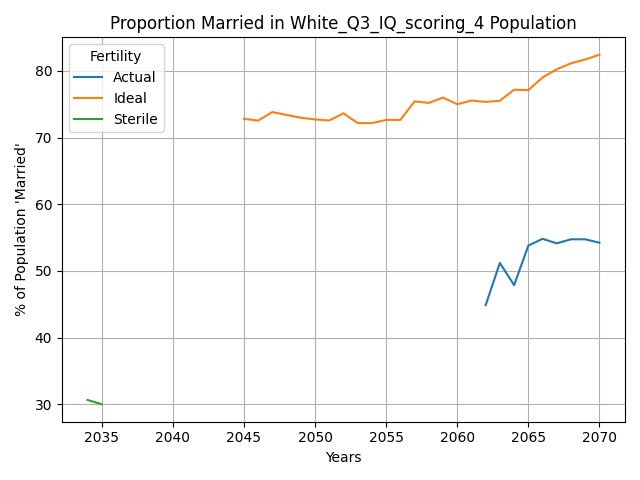 Proportion Married in White_Q3_IQ_scoring_4 Population
Fertility
Actual
Ideal
Sterile
% of Population 'Married'
80
70
60
50
40
30
2035 2040 2045 2050 2055 2060 2065 2070
Years